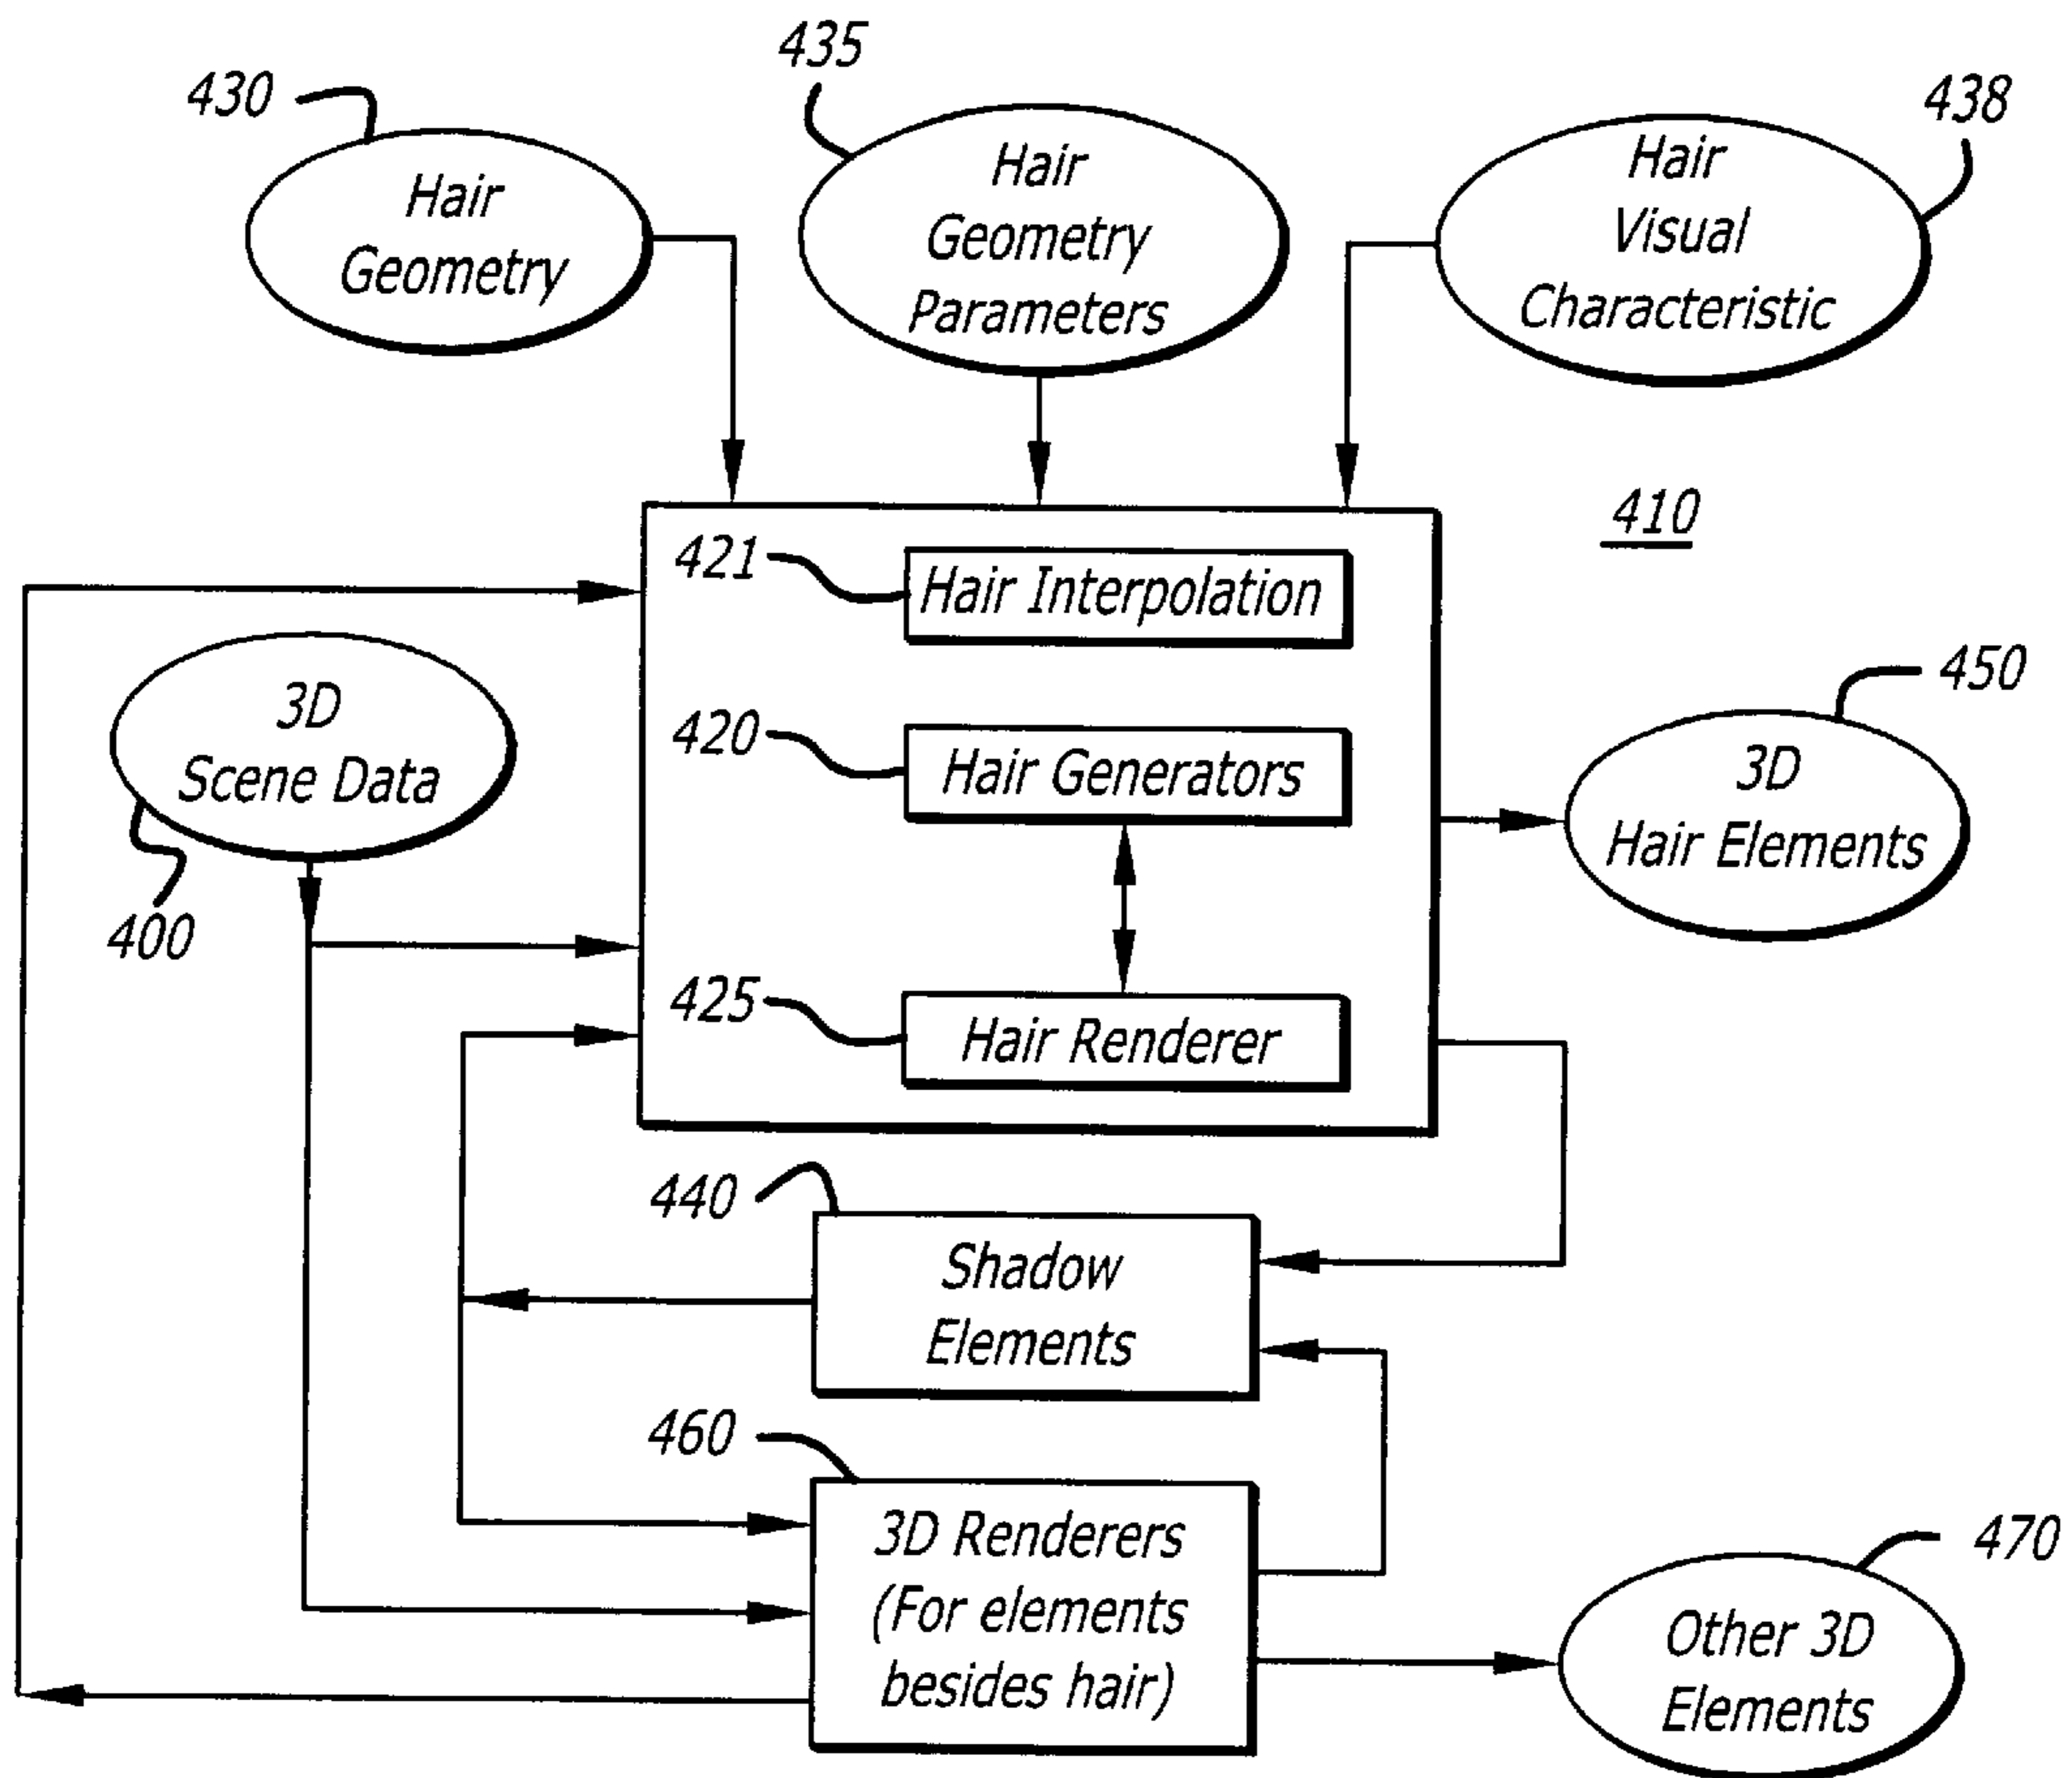 435
430
438
Hair
Geometry
Hair
Geometry
Parameters
Hair
Visual
Characteristic
410
421
Hair Interpolation
3D
Scene Data
400
420
Hair Generators
450
3D
Hair Elements
425
Hair Renderer
440
Shadow
Elements
460
3D Renderers
(For elements
besides hair)
470
Other 3D
Elements